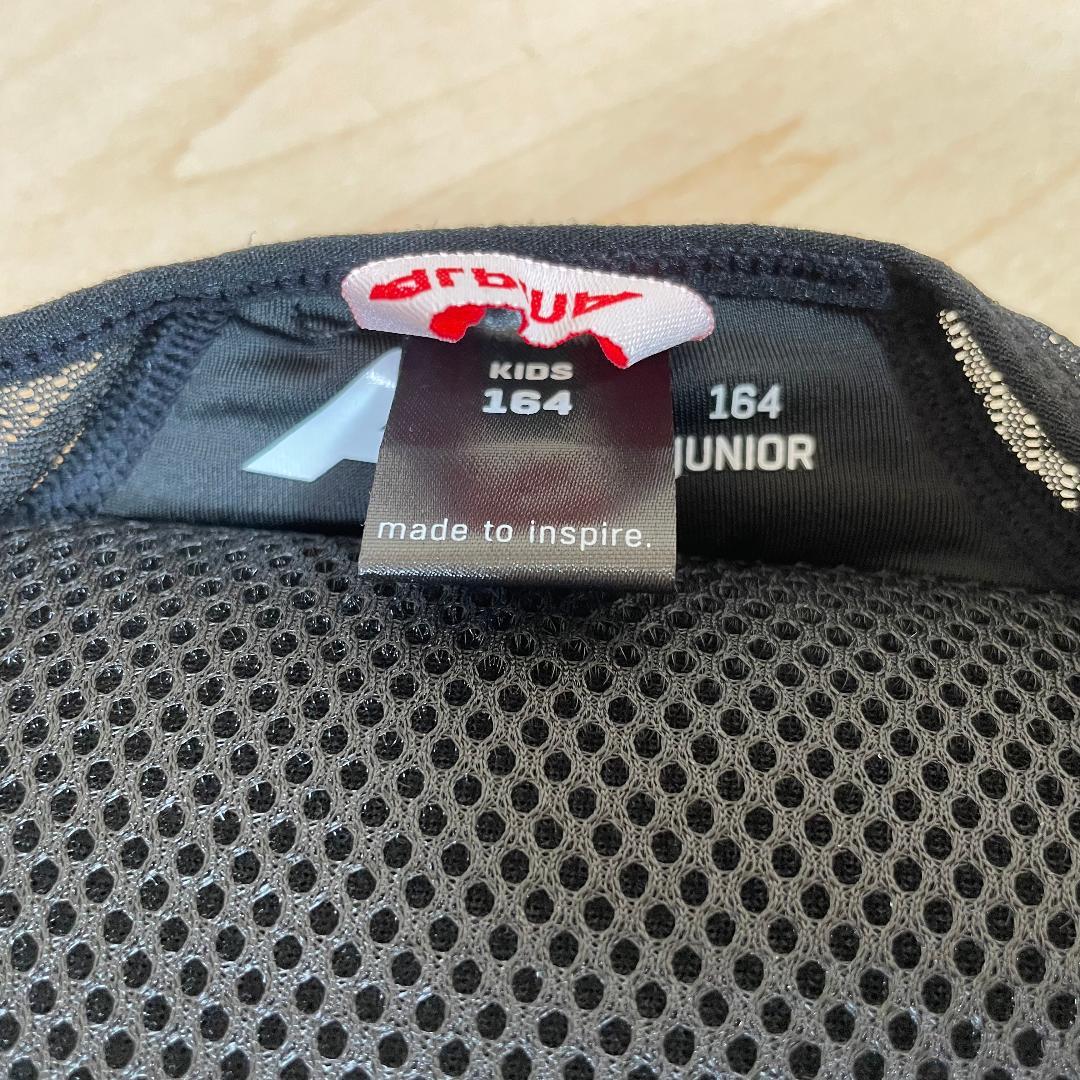 KIDS
164
made to inspire.
164
JUNIOR